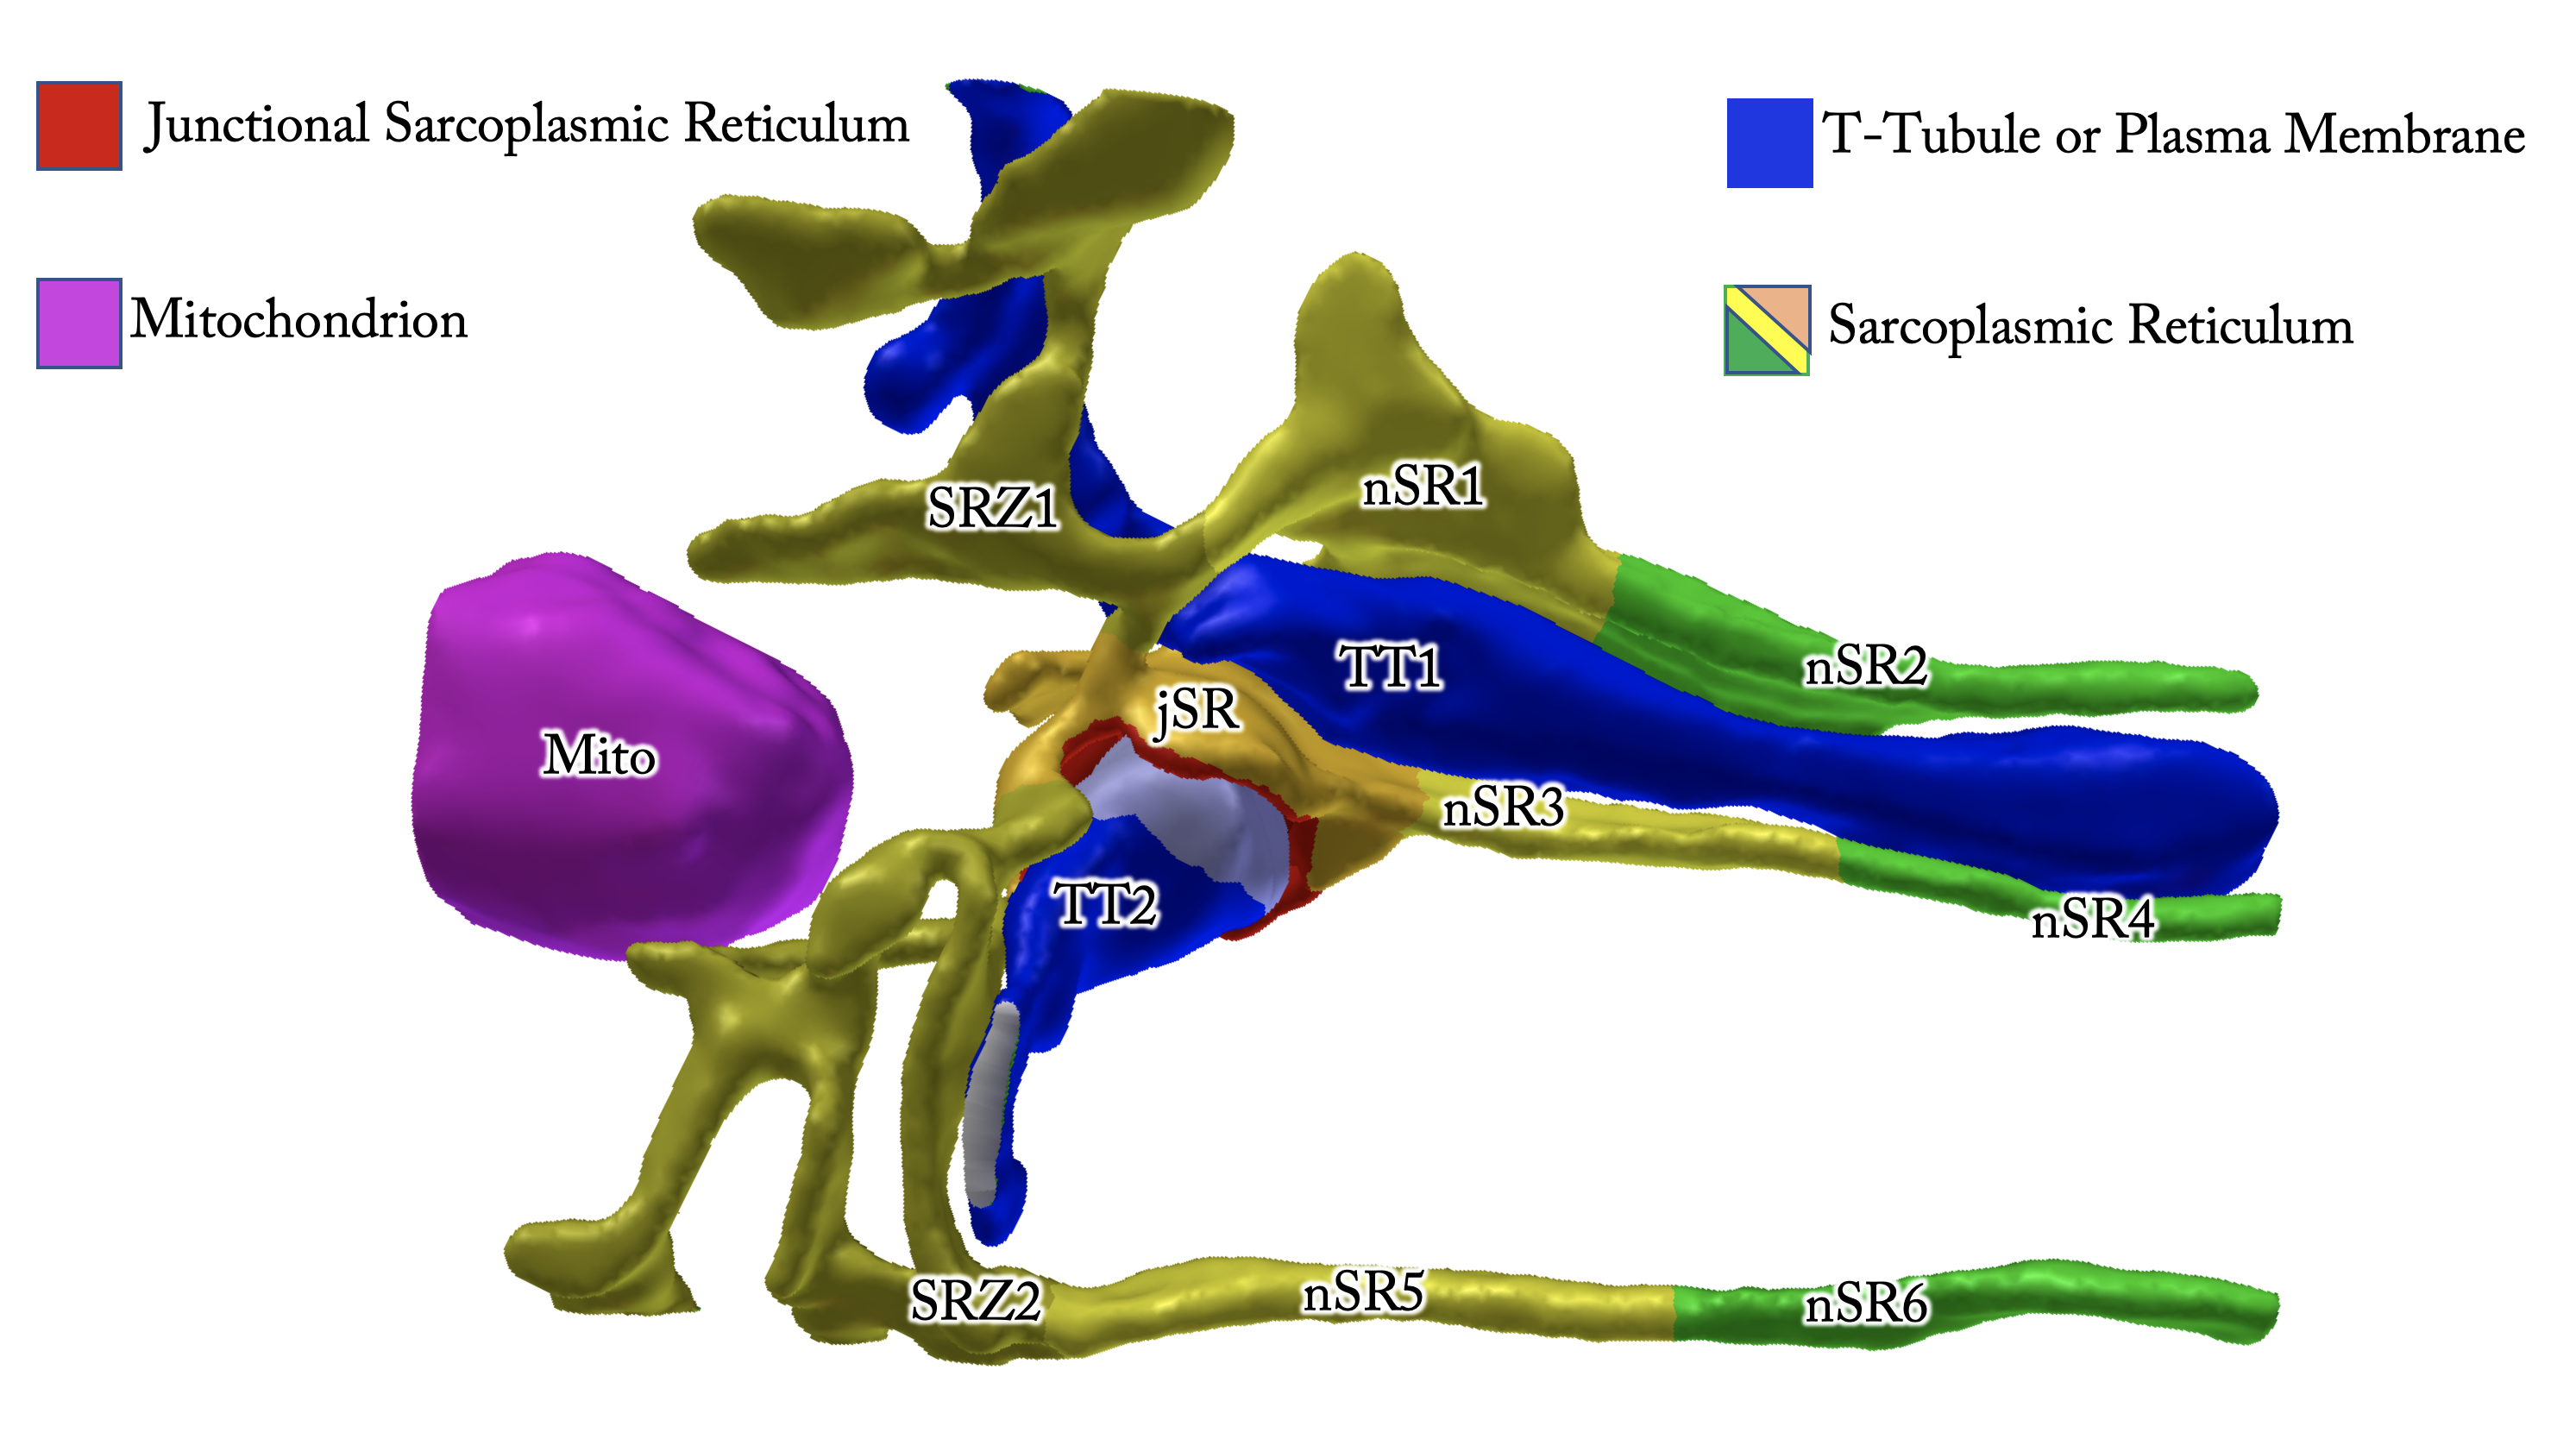 Junctional Sarcoplasmic Reticulum
T-Tubule or Plasma Membrane
Mitochondrion
Sarcoplasmic Reticulum
SRZ1
nSR1
nSR2
TT1
jSR
Mito
nSR3
TT2
nSR4
SRZ2
nSR5
nSR6